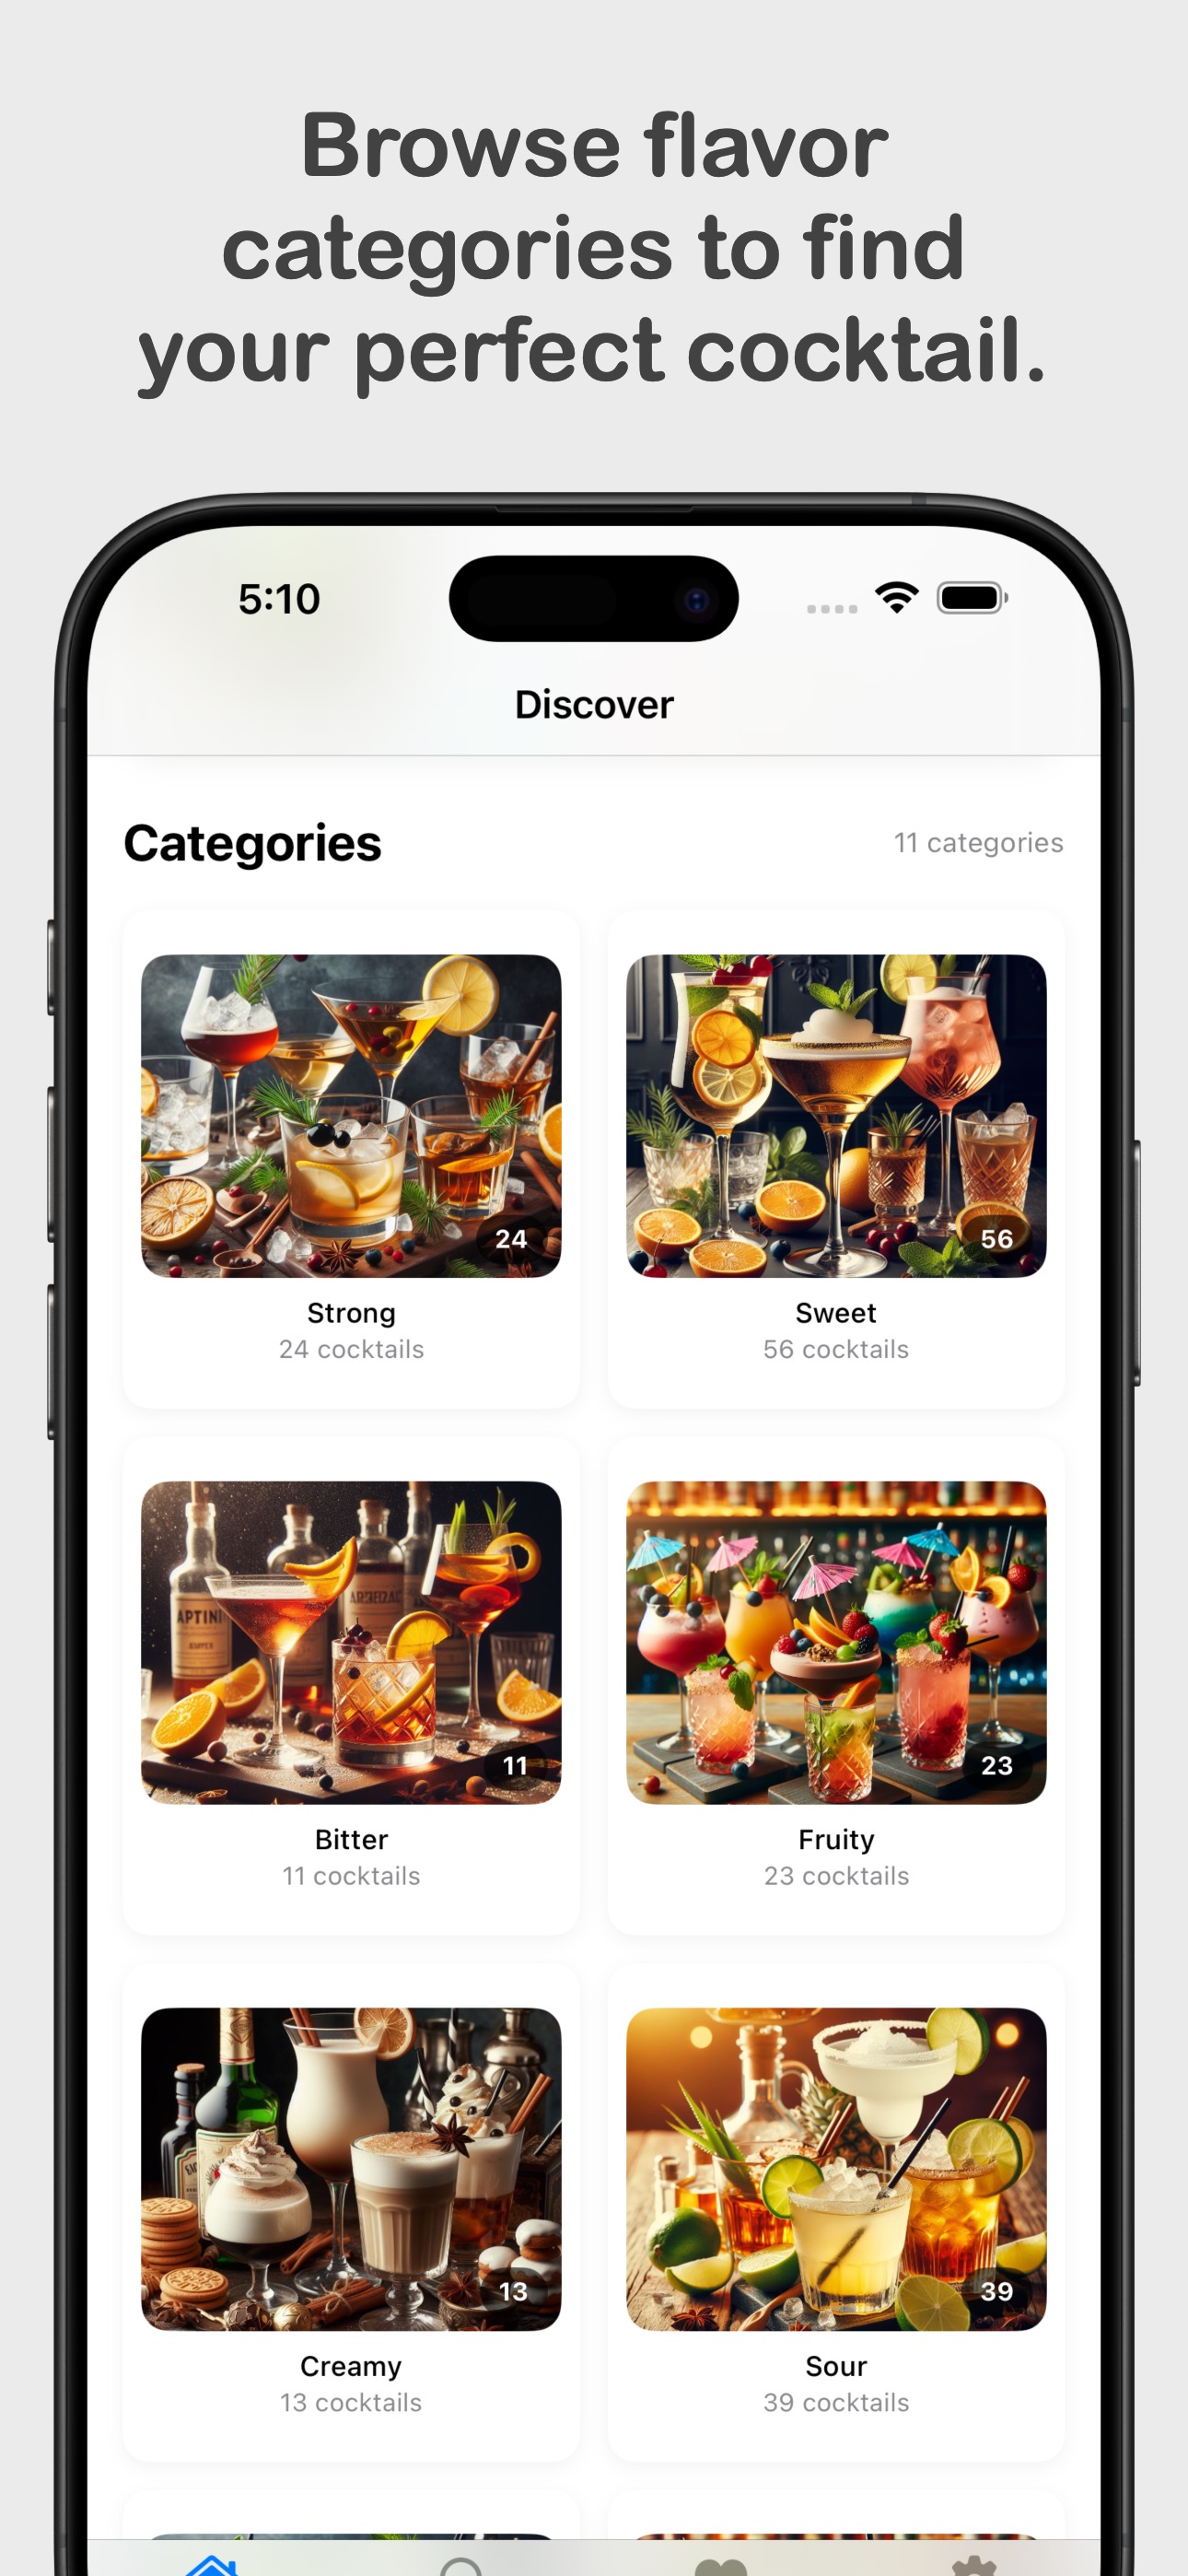 Browse flavor
categories to find
your perfect cocktail.
5:10
Discover
Categories
11 categories
24
56
Strong
Sweet
24 cocktails
56 cocktails
APTINI
11
23
Bitter
Fruity
11 cocktails
23 cocktails
13
39
Creamy
Sour
13 cocktails
39 cocktails